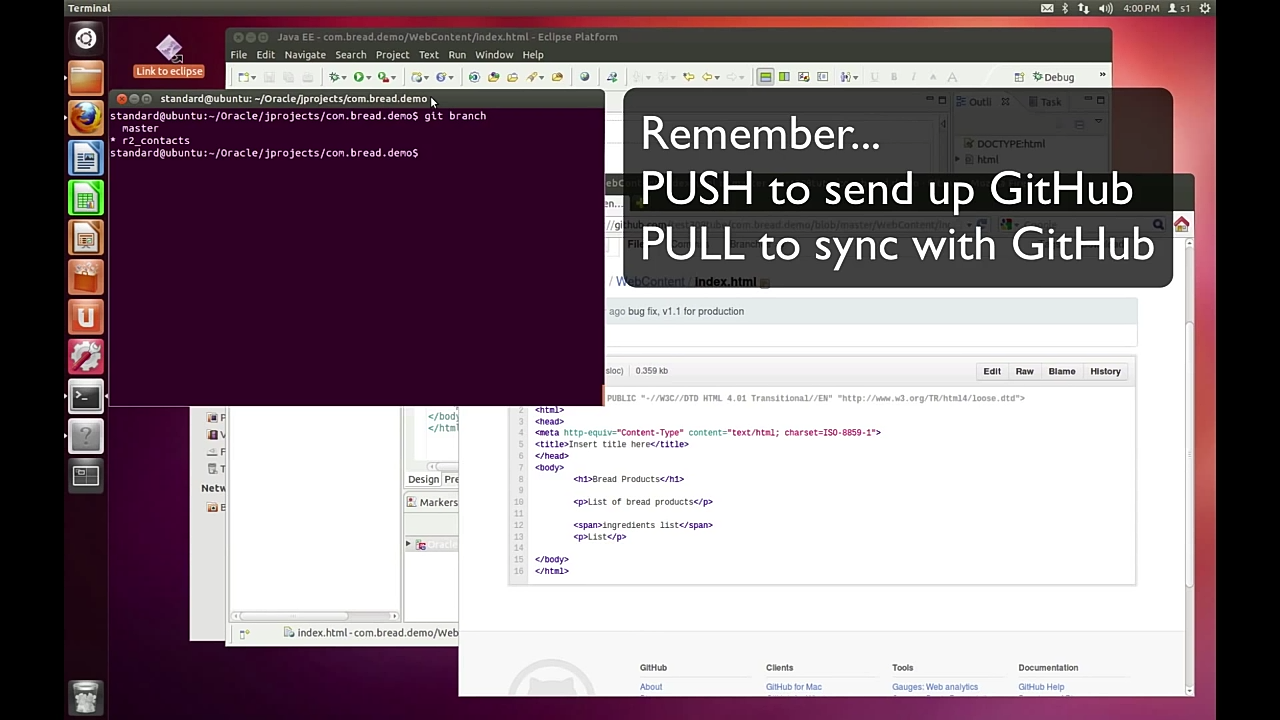 Terminal
4:00 PM
s1
Java EE - com.bread.demo/WebContent/index.html - Eclipse Platform
File Edit Navigate Search Project Text Run Window Help
Link to eclipse
Debug
standard@ubuntu: ~/Oracle/jprojects/com.bread.demo
standard@ubuntu:~/Oracle/jprojects/com.bread.demo$ git branch
master
* r2_contacts
standard@ubuntu:~/Oracle/jprojects/com.bread.demo$
Outli
Task
DOCTYPE:html
html
Remember...
PUSH to send up GitHub
PULL to sync with GitHub
/ WebContent / index.html
ago bug fix, v1.1 for production
sloc) 0.359 kb
Edit Raw Blame History
PUBLIC "-//W3C//DTD HTML 4.01 Transitional//EN" "http://www.w3.org/TR/html4/loose.dtd">
2 <html>
3 <head>
4 <meta http-equiv="Content-Type" content="text/html; charset=ISO-8859-1">
5 <title>Insert title here</title>
6 </head>
7 <body>
8 <h1>Bread Products</h1>
9
10 <p>List of bread products</p>
11
12 <span>ingredients list</span>
13 <p>List</p>
14
15 </body>
16 </html>
</body
</html
Design Pre
Markers
Oracle
Netw
index.html - com.bread.demo/Web
GitHub Clients Tools Documentation
About GitHub for Mac Gauges: Web analytics GitHub Help